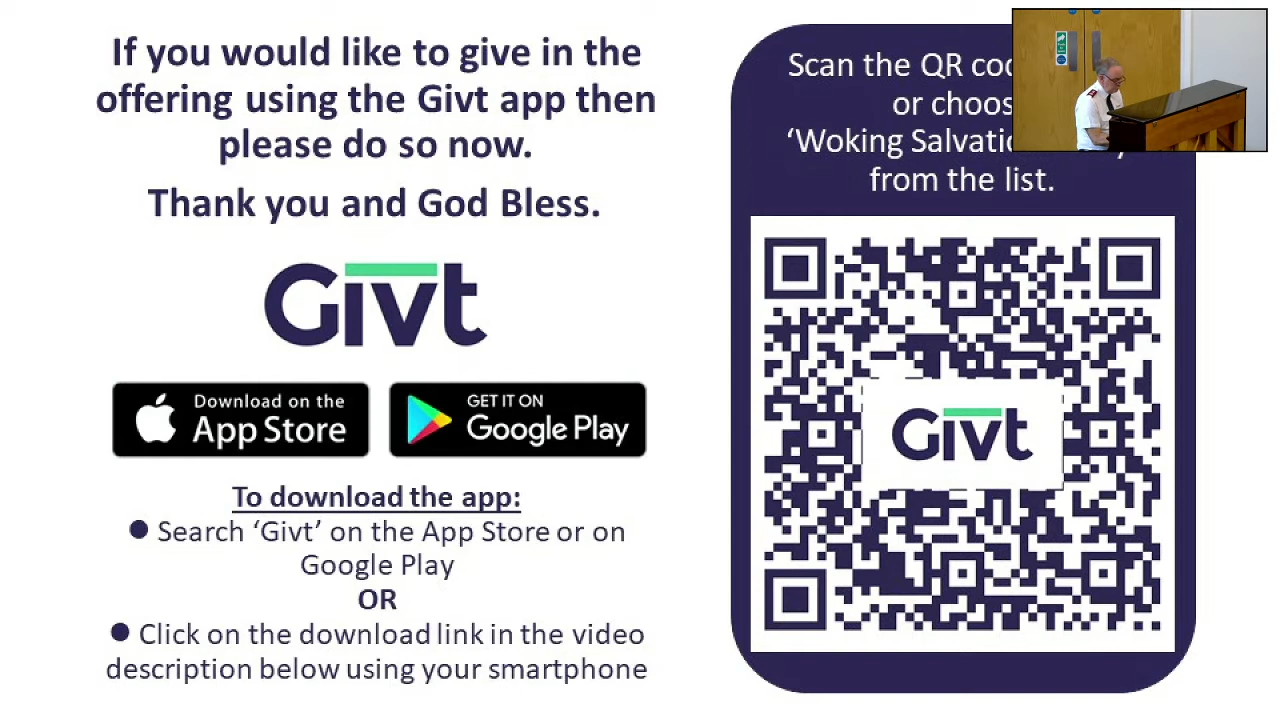 If you would like to give in the
offering using the Givt app then
please do so now.
Thank you and God Bless.
Givt
Download on the
App Store
GET IT ON
Google Play
To download the app:
● Search ‘Givt’ on the App Store or on
Google Play
OR
● Click on the download link in the video
description below using your smartphone
Scan the QR
or
‘Woking
from the list.
Givt